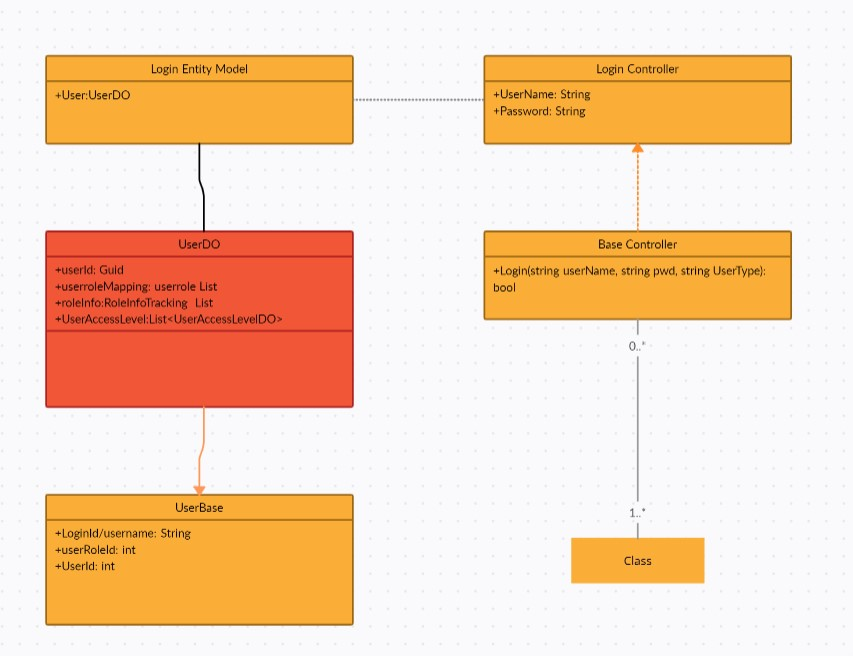 Login Entity Model
+User:UserDO
Login Controller
+UserName: String
+Password: String
UserDO
+userId: Guid
+userroleMapping: userrole List
+roleInfo:RoleInfoTracking  List
+UserAccessLevel:List<UserAccessLevelDO>
Base Controller
+Login(string userName, string pwd, string UserType):
bool
0..*
UserBase
+LoginId/username: String
+userRoleId: int
+UserId: int
1..*
Class